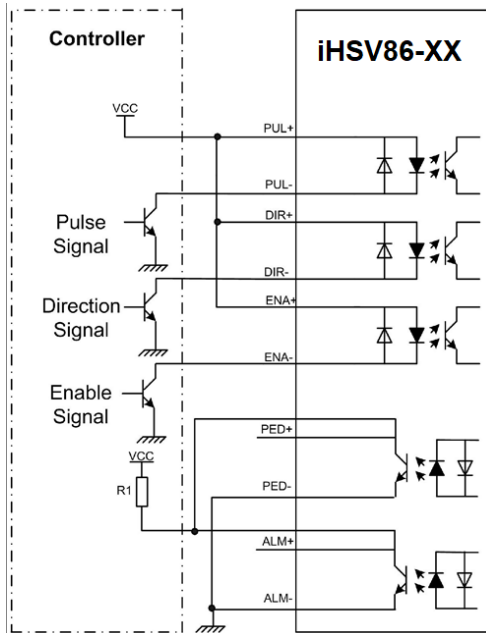 Controller
iHSV86-XX
VCC
PUL+
PUL-
Pulse
Signal
DIR+
DIR-
Direction
Signal
ENA+
ENA-
Enable
Signal
PED+
VCC
R1
PED-
ALM+
ALM-